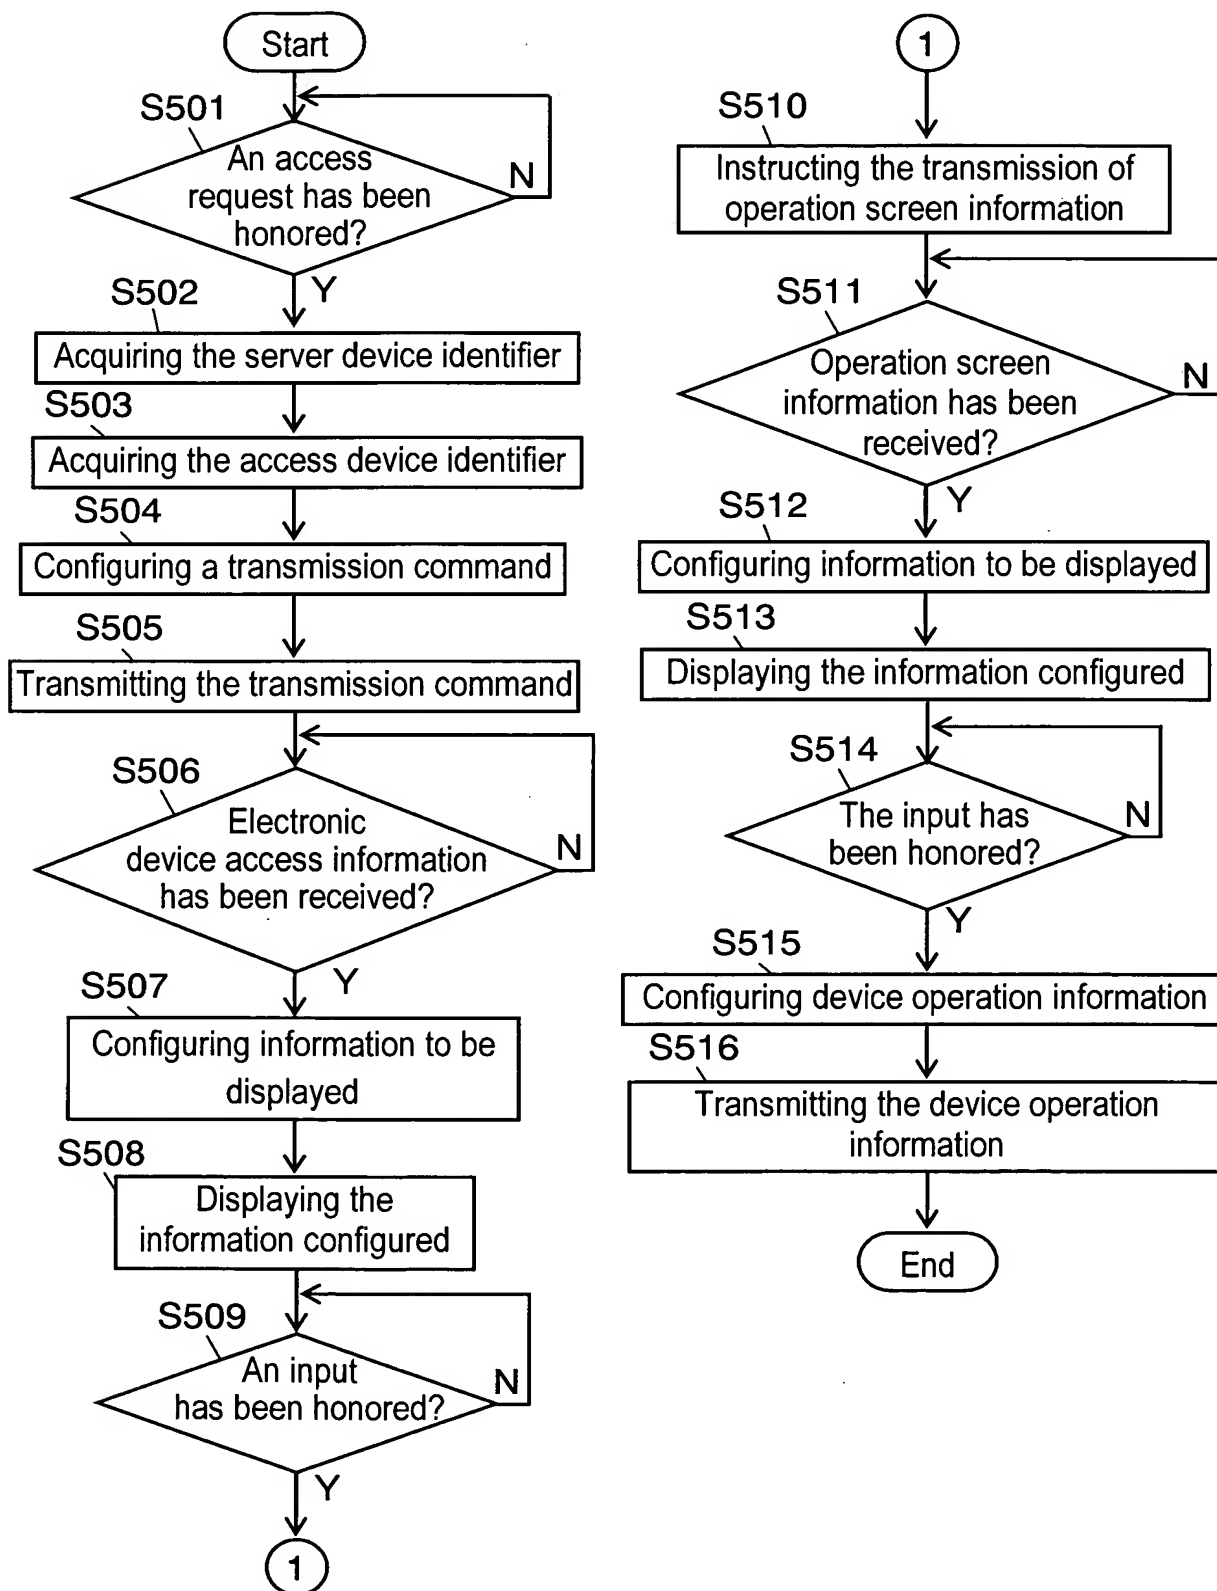 Start
S501
An access
request has been
honored?
N
Y
S502
Acquiring the server device identifier
S503
Acquiring the access device identifier
S504
Configuring a transmission command
S505
Transmitting the transmission command
S506
Electronic
device access information
has been received?
N
Y
S507
Configuring information to be
displayed
S508
Displaying the
information configured
S509
An input
has been honored?
N
Y
1
1
S510
Instructing the transmission of
operation screen information
S511
Operation screen
information has been
received?
N
Y
S512
Configuring information to be displayed
S513
Displaying the information configured
S514
The input has
been honored?
N
Y
S515
Configuring device operation information
S516
Transmitting the device operation
information
End